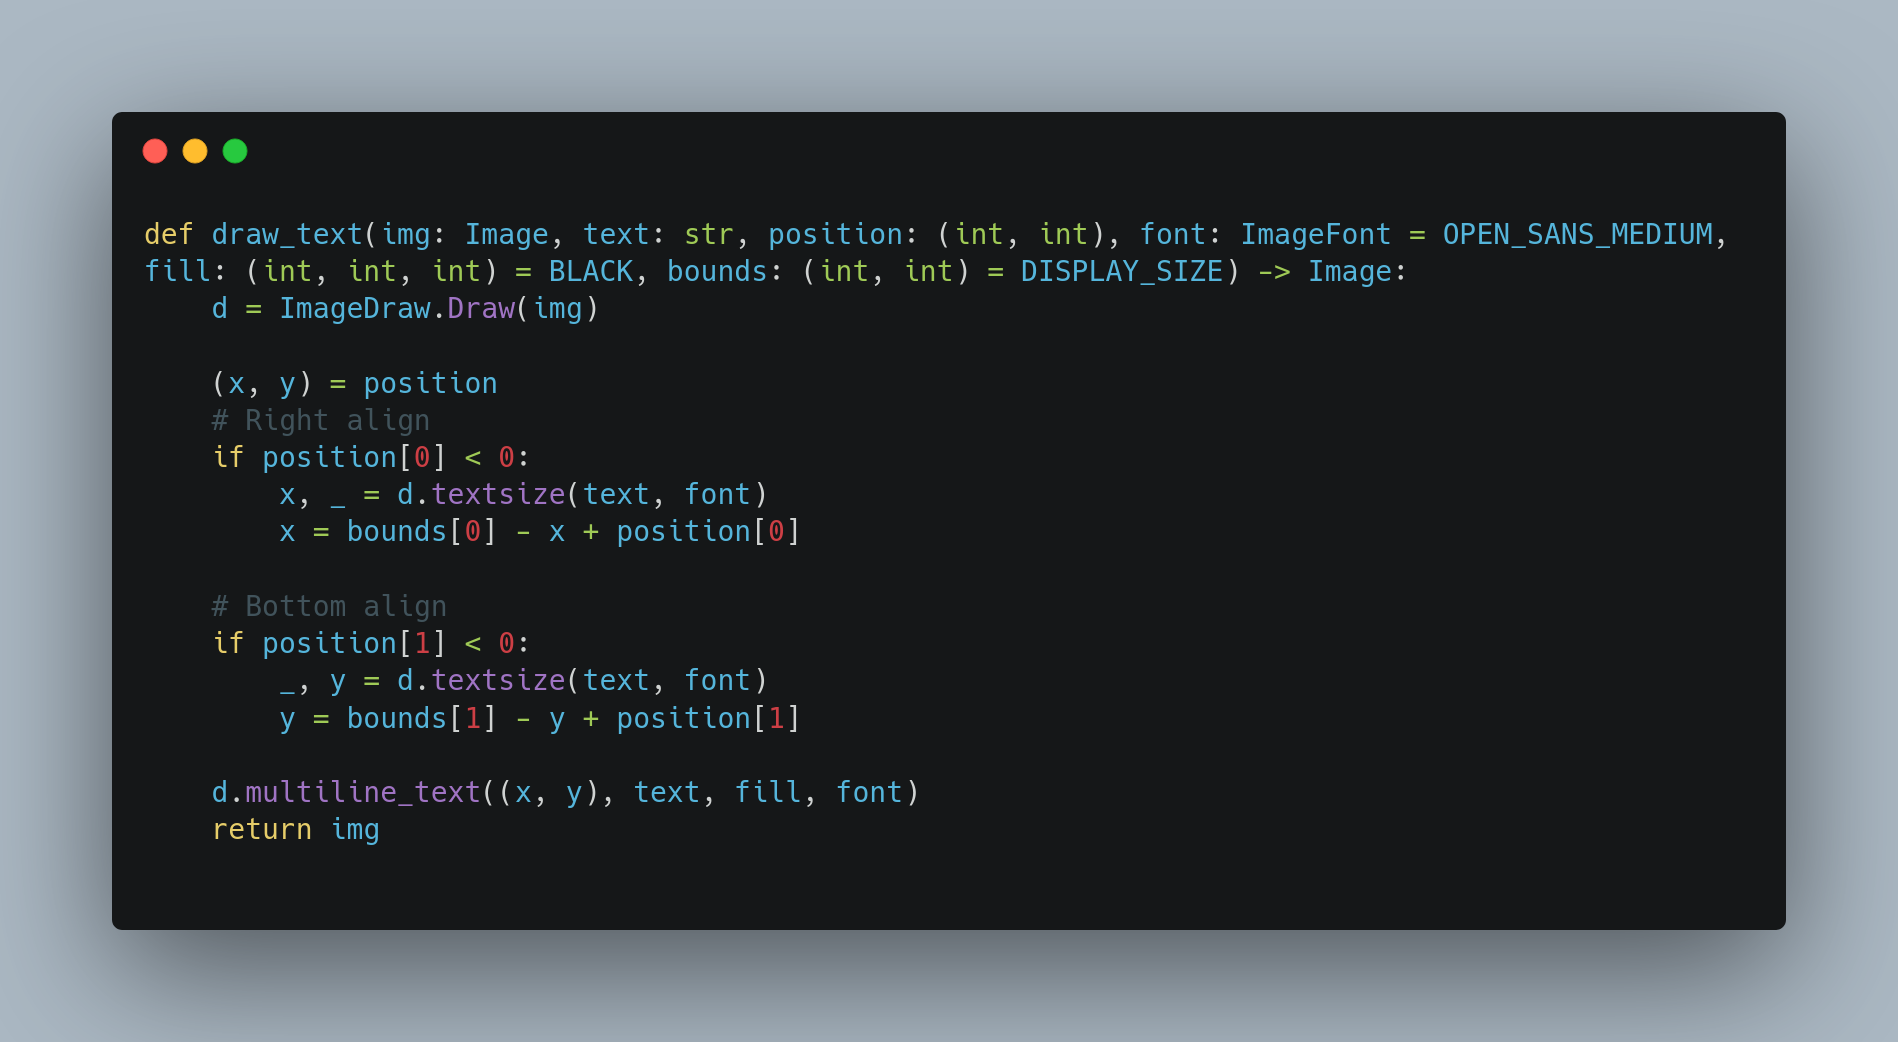 def draw_text(img: Image, text: str, position: (int, int), font: ImageFont = OPEN_SANS_MEDIUM,
fill: (int, int, int) = BLACK, bounds: (int, int) = DISPLAY_SIZE) -> Image:
    d = ImageDraw.Draw(img)

    (x, y) = position
    # Right align
    if position[0] < 0:
        x, _ = d.textsize(text, font)
        x = bounds[0] - x + position[0]

    # Bottom align
    if position[1] < 0:
        _, y = d.textsize(text, font)
        y = bounds[1] - y + position[1]

    d.multiline_text((x, y), text, fill, font)
    return img